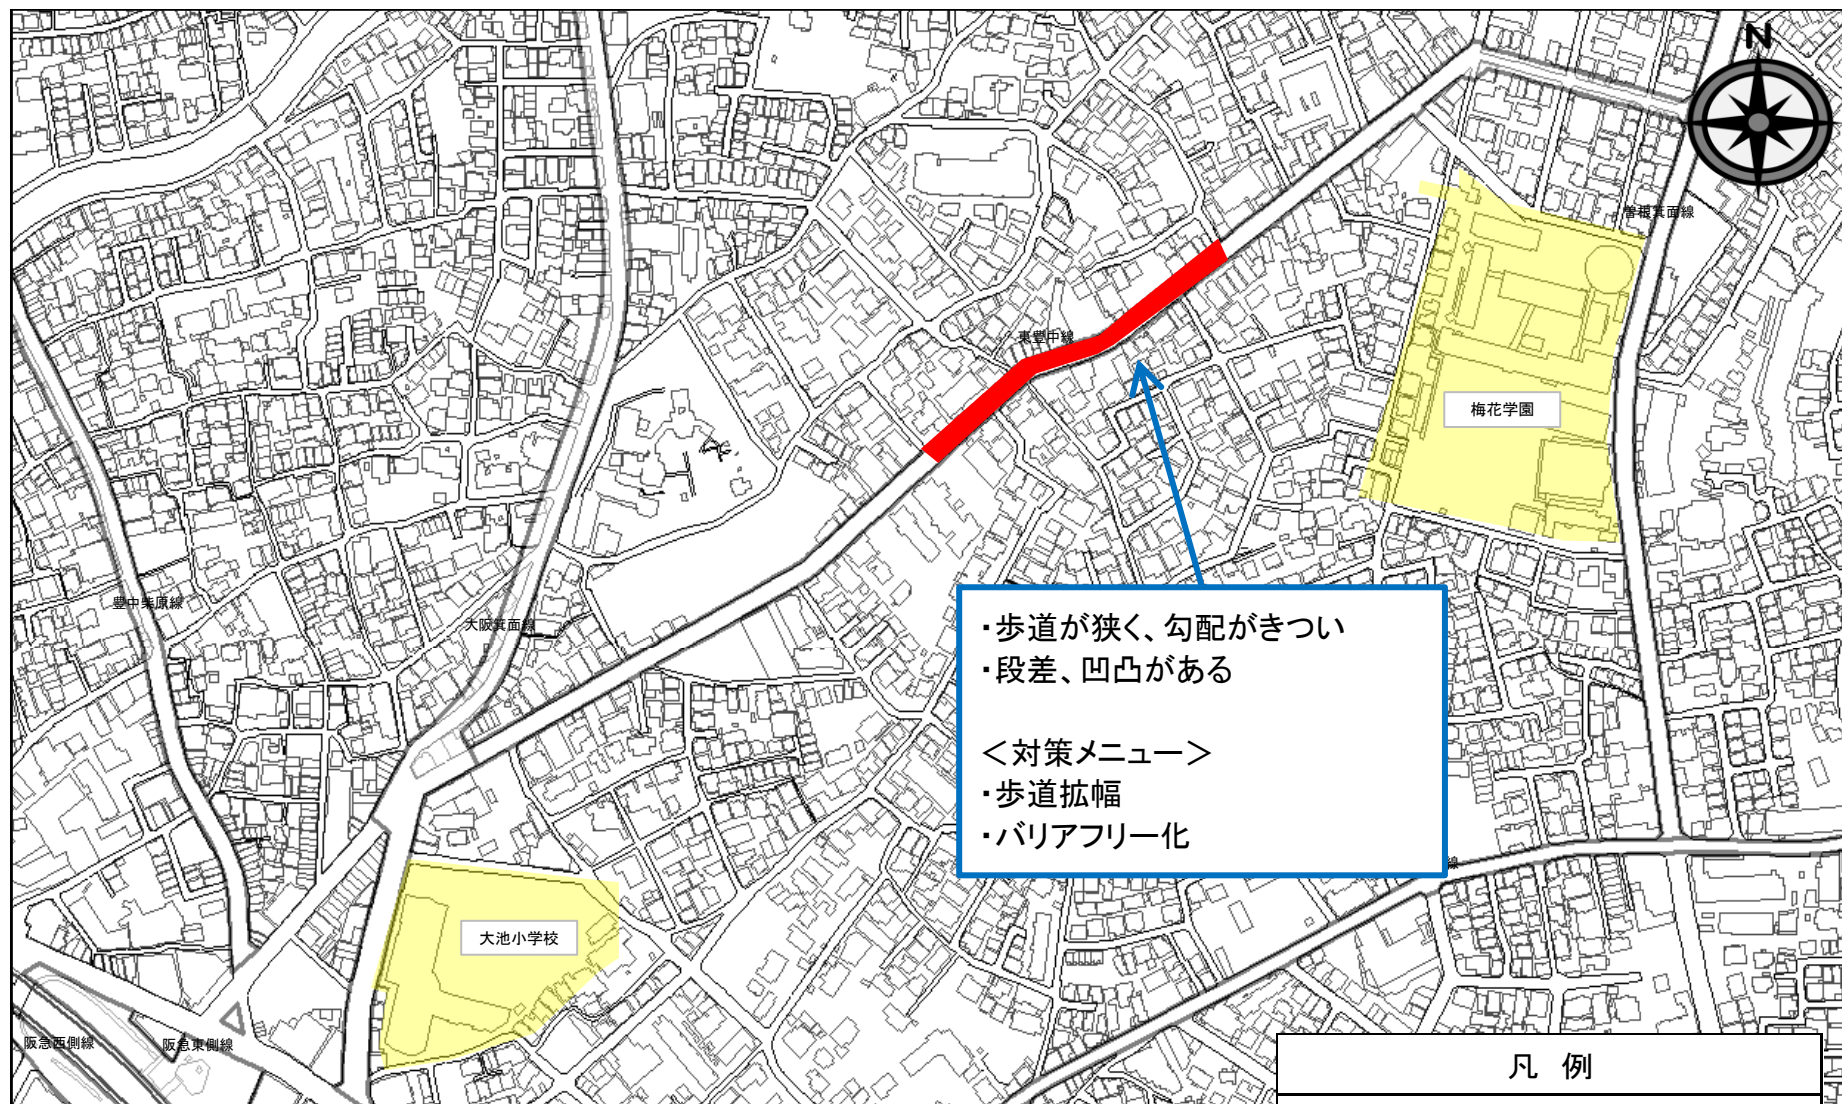 N
曽根箕面線
東豊中線
梅花学園
豊中柴原線
大阪箕面線
・歩道が狭く、勾配がきつい
・段差、凹凸がある
＜対策メニュー＞
・歩道拡幅
・バリアフリー化
線
大池小学校
阪急西側線
阪急東側線
凡 例